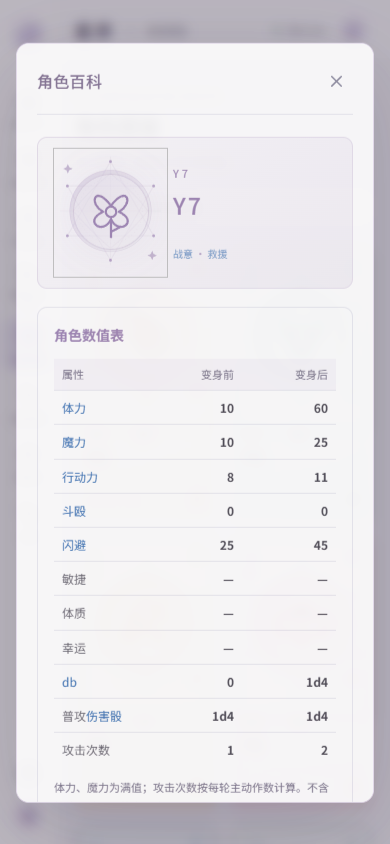 角色百科
Y 7
Y7
战意 · 救援
角色数值表
属性 变身前 变身后
体力 10 60
魔力 10 25
行动力 8 11
斗殴 0 0
闪避 25 45
敏捷 — —
体质 — —
幸运 — —
db 0 1d4
普攻伤害骰 1d4 1d4
攻击次数 1 2
体力、魔力为满值；攻击次数按每轮主动作数计算。不含